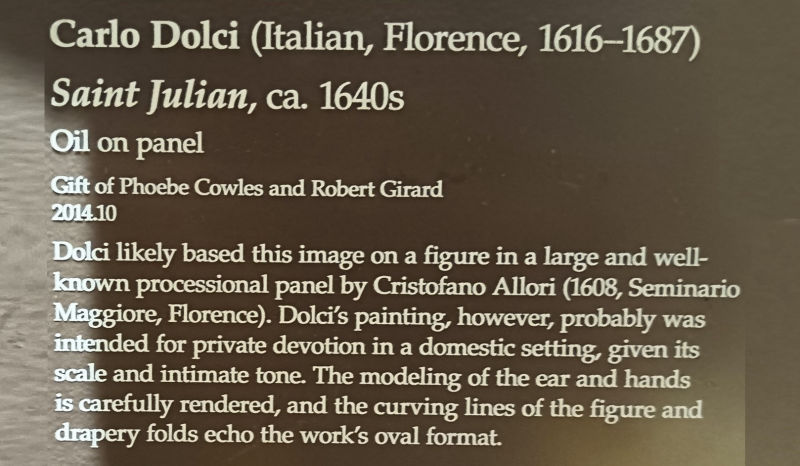 Carlo Dolci (Italian, Florence, 1616–1687)
Saint Julian, ca. 1640s
Oil on panel
Gift of Phoebe Cowles and Robert Girard
2014.10
Dolci likely based this image on a figure in a large and well-
known processional panel by Cristofano Allori (1608, Seminario
Maggiore, Florence). Dolci's painting, however, probably was
intended for private devotion in a domestic setting, given its
scale and intimate tone. The modeling of the ear and hands
is carefully rendered, and the curving lines of the figure and
drapery folds echo the work's oval format.